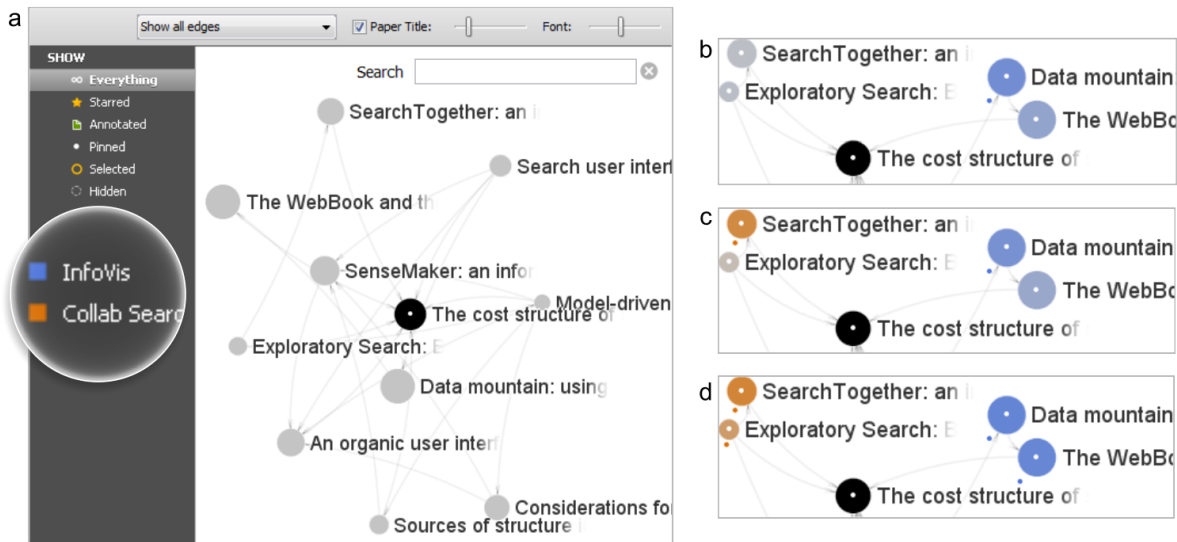 a
Show all edges
Paper Title:
Font:
SHOW
Everything
Starred
Annotated
Pinned
Selected
Hidden
InfoVis
Collab Searc
Search
SearchTogether: an i
Search user interf
The WebBook and th
SenseMaker: an infor
Model-driven
The cost structure of
Exploratory Search: E
Data mountain: using
An organic user interf
Considerations fo
Sources of structure i
b
SearchTogether: an i
Data mountain
Exploratory Search: E
The WebBo
The cost structure of
c
SearchTogether: an i
Data mountain
Exploratory Search: E
The WebBo
The cost structure of
d
SearchTogether: an i
Data mountain
Exploratory Search: E
The WebBo
The cost structure of